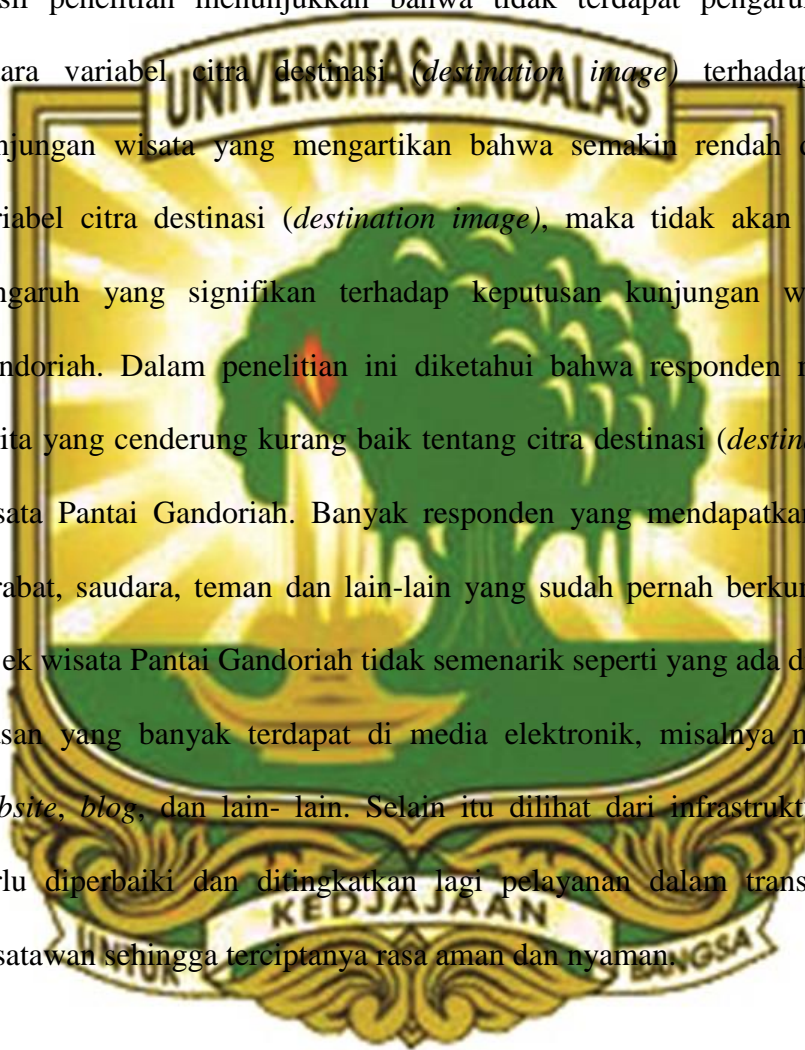 sil penelitian menunjukkan bahwa tidak terdapat pengaruh
tara variabel citra destinasi (destination image) terhadap
UNIVERSITAS ANDALAS
njungan wisata yang mengartikan bahwa semakin rendah
riabel citra destinasi (destination image), maka tidak akan
ngaruh yang signifikan terhadap keputusan kunjungan w
ndoriah. Dalam penelitian ini diketahui bahwa responden
rita yang cenderung kurang baik tentang citra destinasi (destin
sata Pantai Gandoriah. Banyak responden yang mendapatkan
rabat, saudara, teman dan lain-lain yang sudah pernah berku
ek wisata Pantai Gandoriah tidak semenarik seperti yang ada d
asan yang banyak terdapat di media elektronik, misalnya
bsite, blog, dan lain- lain. Selain itu dilihat dari infrastrukt
rlu diperbaiki dan ditingkatkan lagi pelayanan dalam trans
KEDJAJAAN
satawan sehingga terciptanya rasa aman dan nyaman.
UNTUK BANGSA